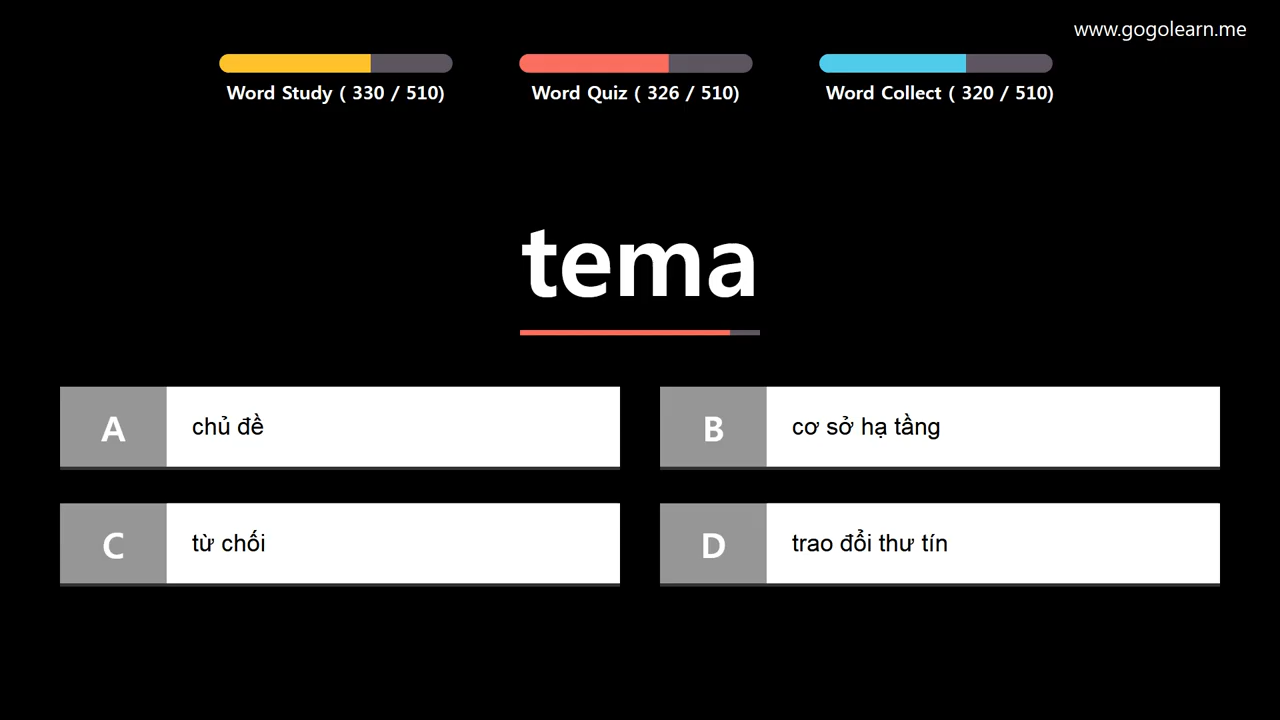 www.gogolearn.me
Word Study ( 330 / 510)
Word Quiz ( 326 / 510)
Word Collect ( 320 / 510)
tema
A chủ đề
B cơ sở hạ tầng
C từ chối
D trao đổi thư tín